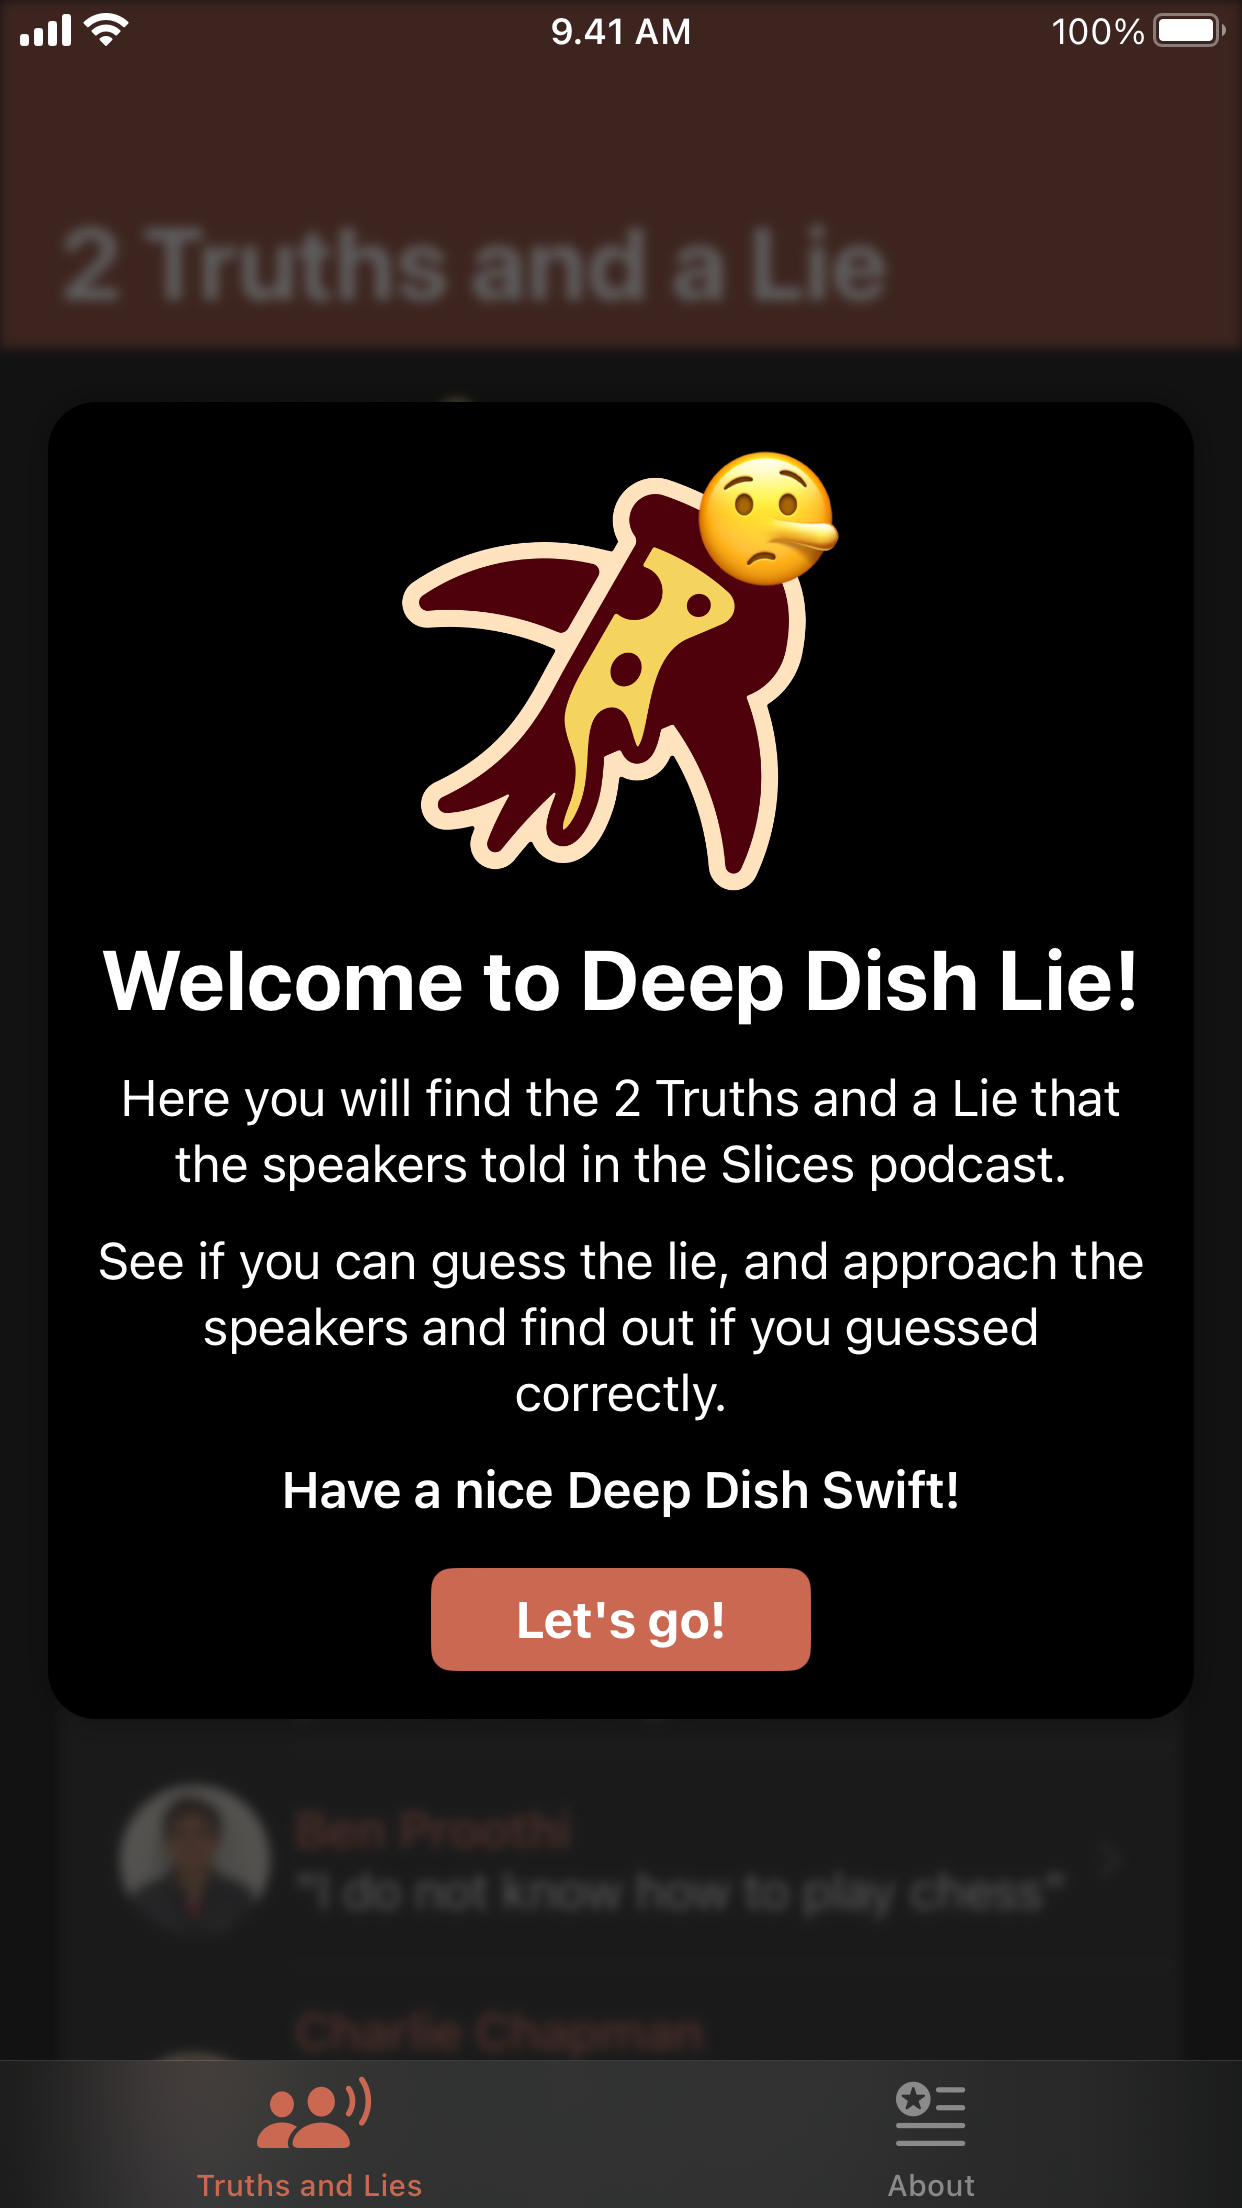 9.41 AM
100%
2 Truths and a Lie
Welcome to Deep Dish Lie!
Here you will find the 2 Truths and a Lie that
the speakers told in the Slices podcast.
See if you can guess the lie, and approach the
speakers and find out if you guessed
correctly.
Have a nice Deep Dish Swift!
Let's go!
Ben Proothi
"I do not know how to play chess"
Charlie Chapman
Truths and Lies
About